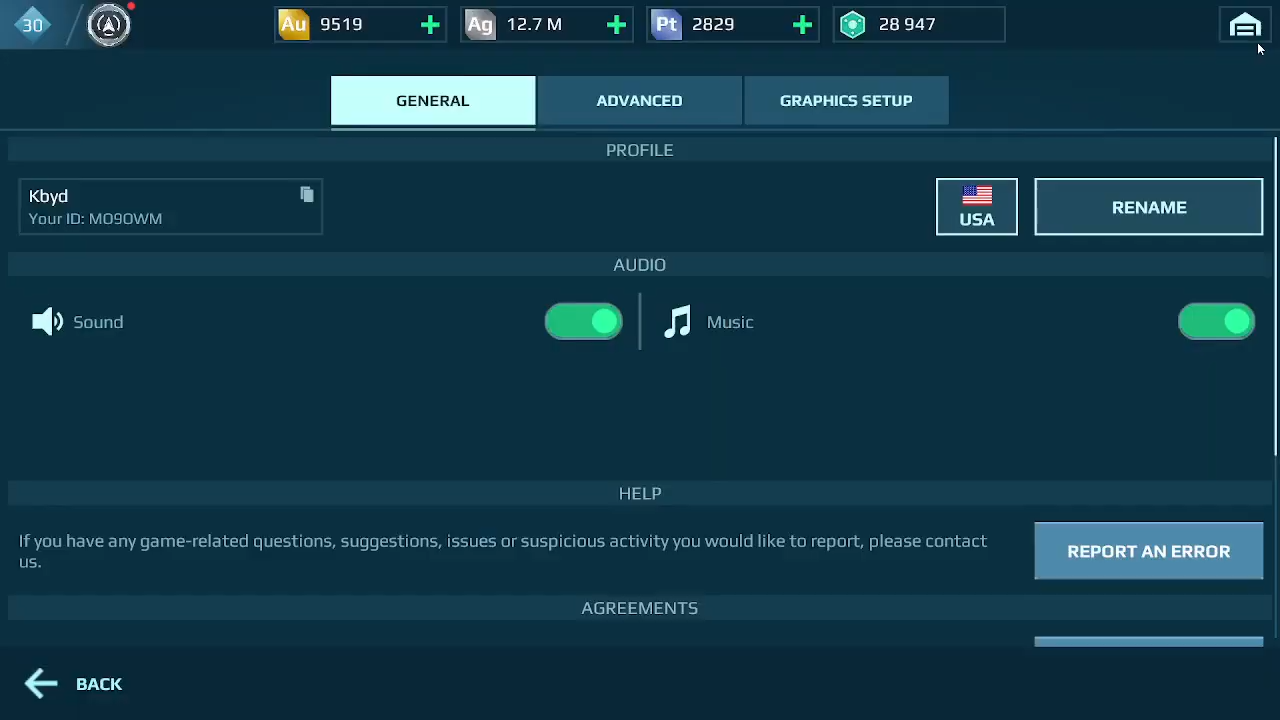 30
Au 9519
Ag 12.7 M
Pt 2829
28 947
GENERAL
ADVANCED
GRAPHICS SETUP
PROFILE
Kbyd
Your ID: MO9OWM
USA
RENAME
AUDIO
Sound
Music
HELP
If you have any game-related questions, suggestions, issues or suspicious activity you would like to report, please contact
us.
REPORT AN ERROR
AGREEMENTS
BACK